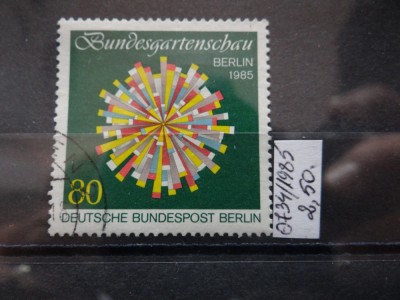 Bundesgartenschau
BERLIN
1985
80
DEUTSCHE BUNDESPOST BERLIN
0734/1985
2,50.